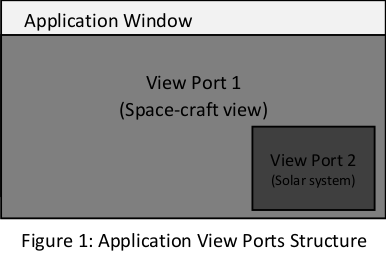 Application Window
View Port 1
(Space-craft view)
View Port 2
(Solar system)
Figure 1: Application View Ports Structure